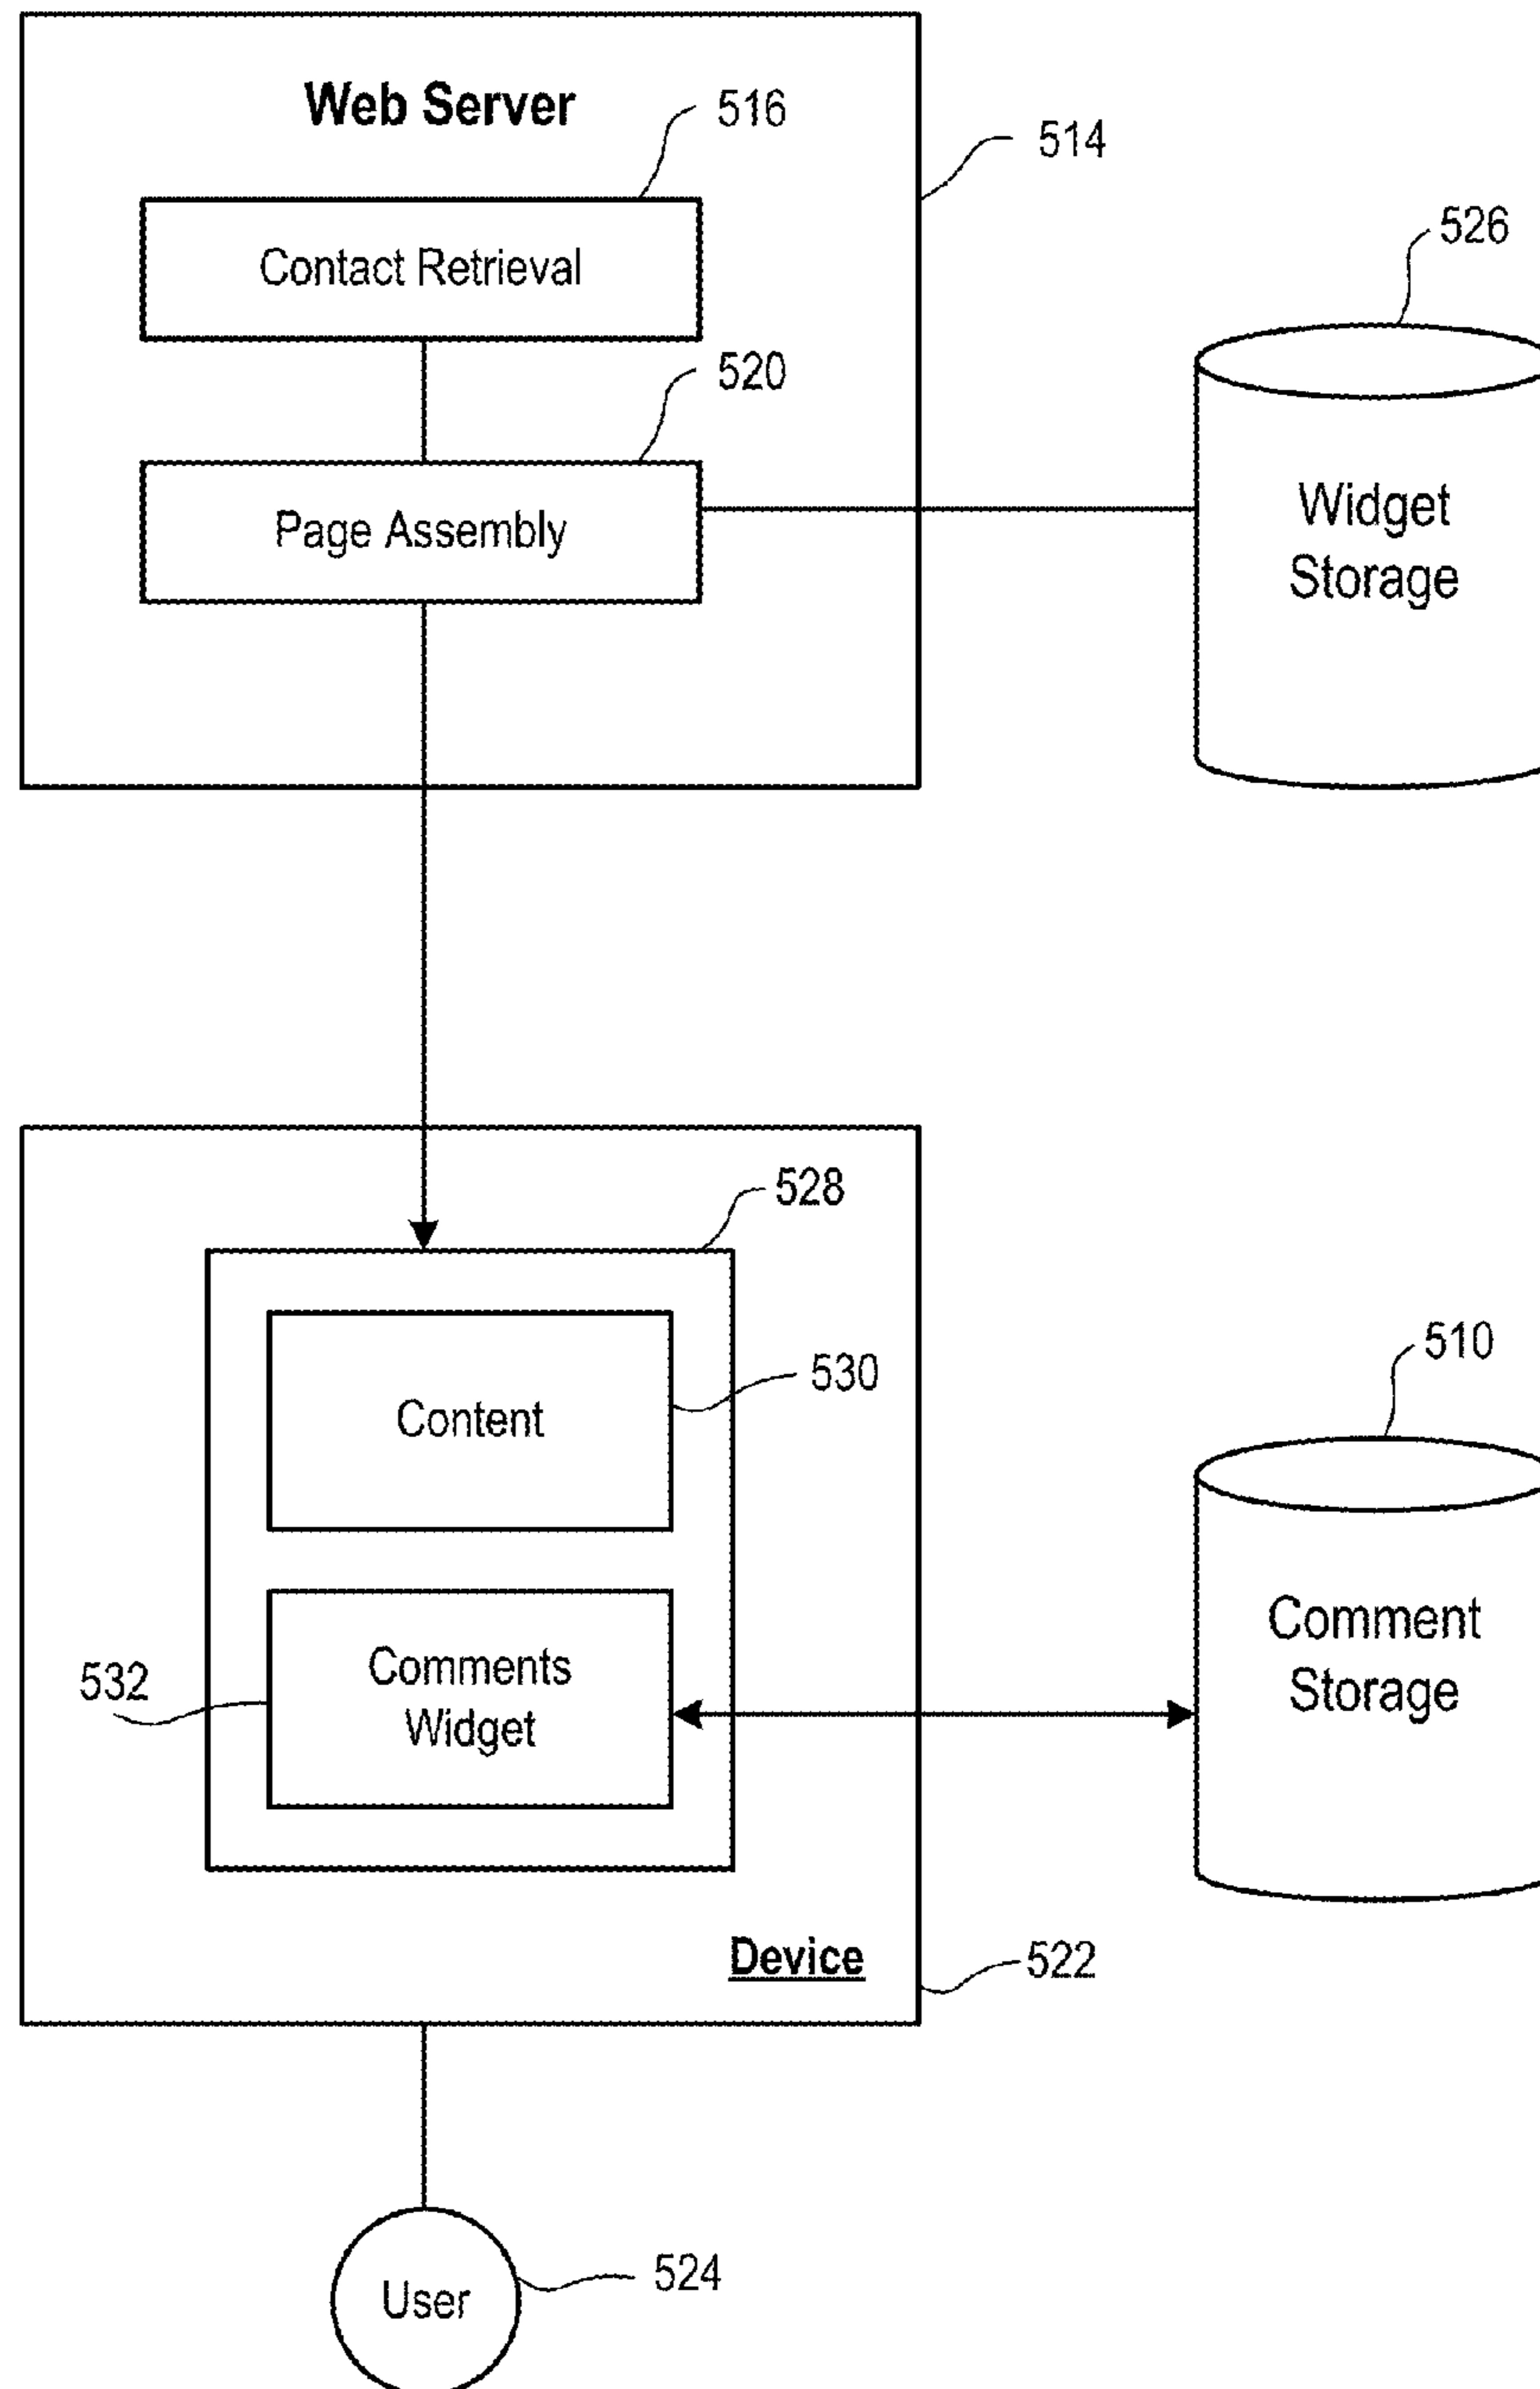 Web Server
516
514
Contact Retrieval
526
520
Page Assembly
Widget
Storage
528
530
Content
510
Comments
Widget
532
Comment
Storage
Device
522
User
524